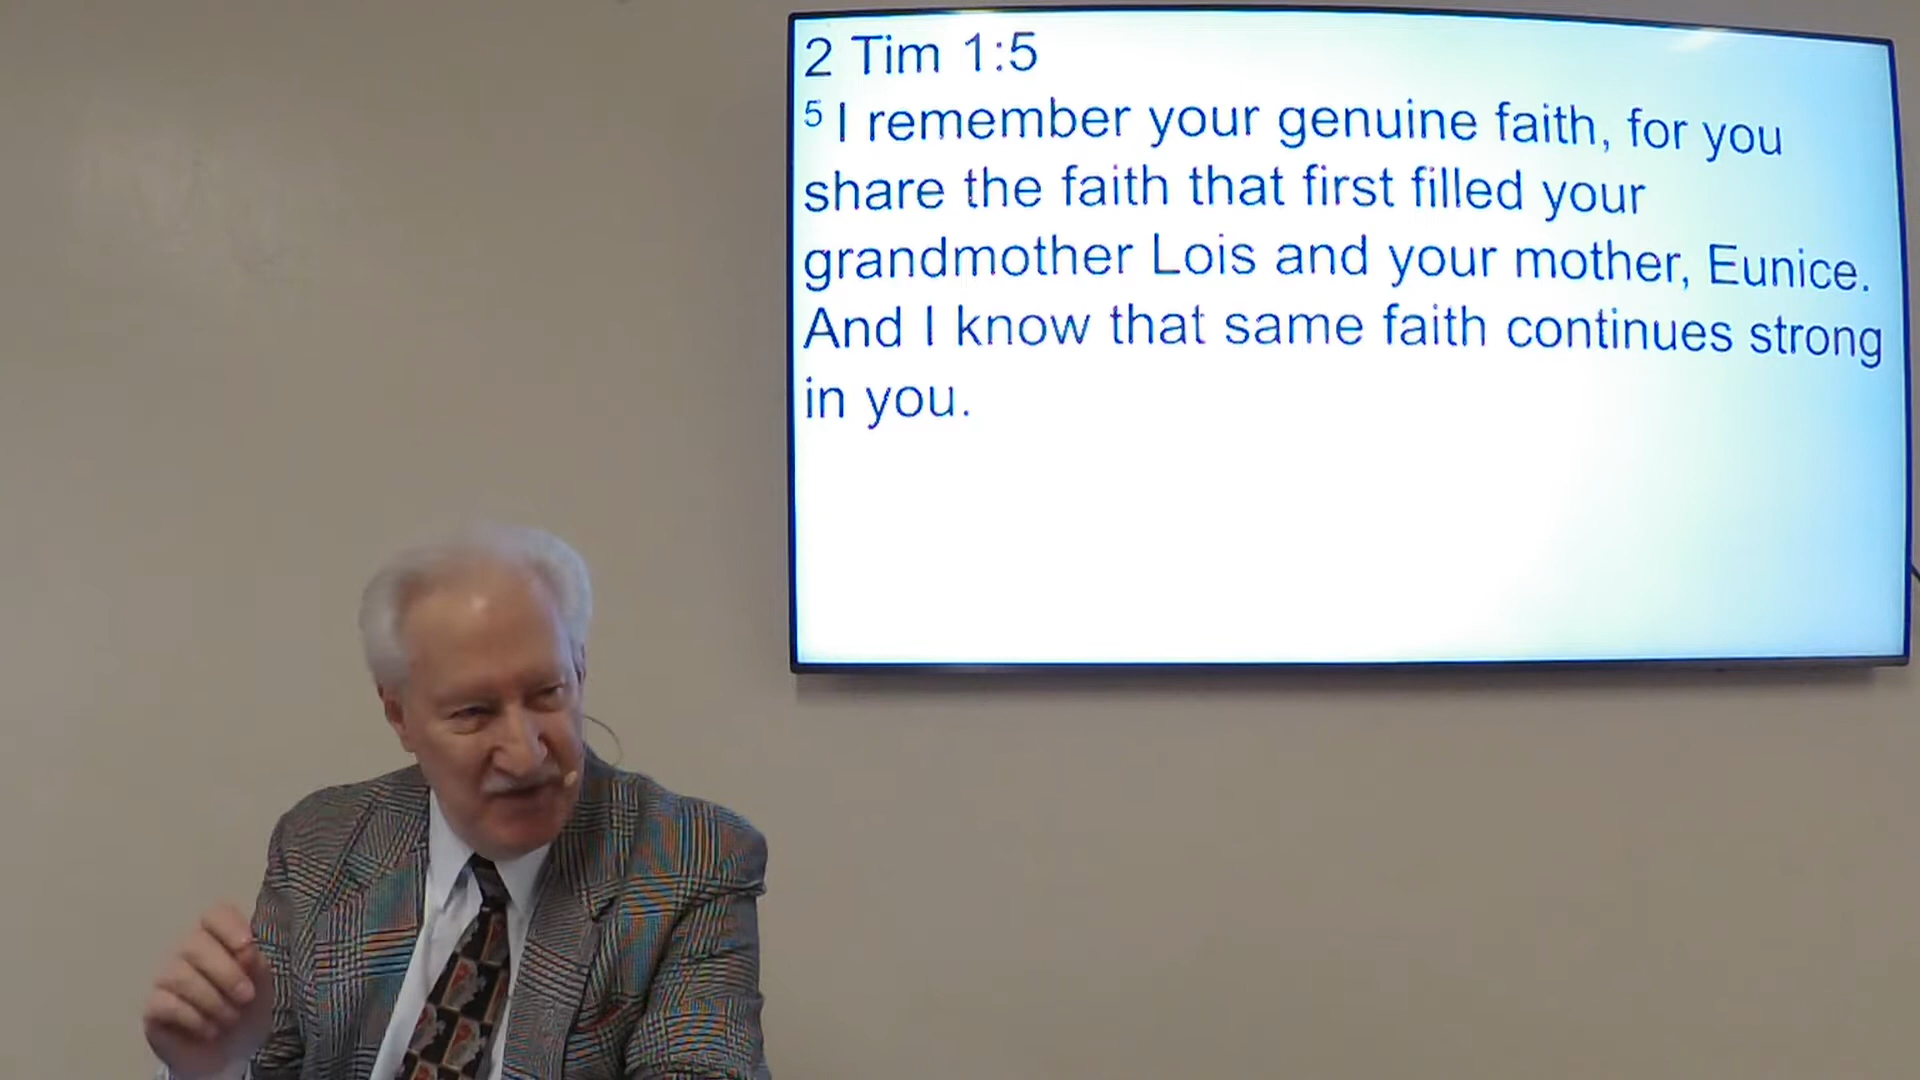 2 Tim 1:5
5 I remember your genuine faith, for you
share the faith that first filled your
grandmother Lois and your mother, Eunice.
And I know that same faith continues strong
in you.